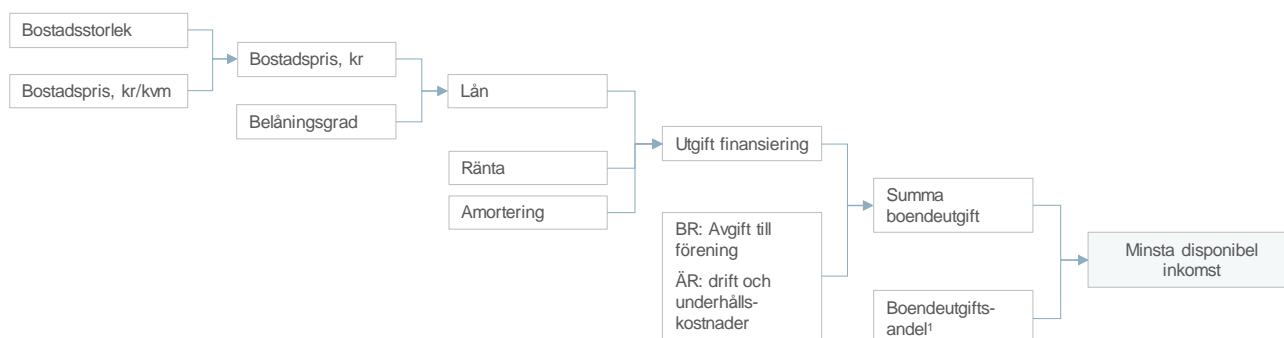 Bostadsstorlek
Bostadspris, kr/kvm
Bostadspris, kr
Belåningsgrad
Lån
Ränta
Amortering
Utgift finansiering
BR: Avgift till
förening
ÄR: drift och
underhålls-
kostnader
Summa
boendeutgift
Boendeutgifts-
andel¹
Minsta disponibel
inkomst